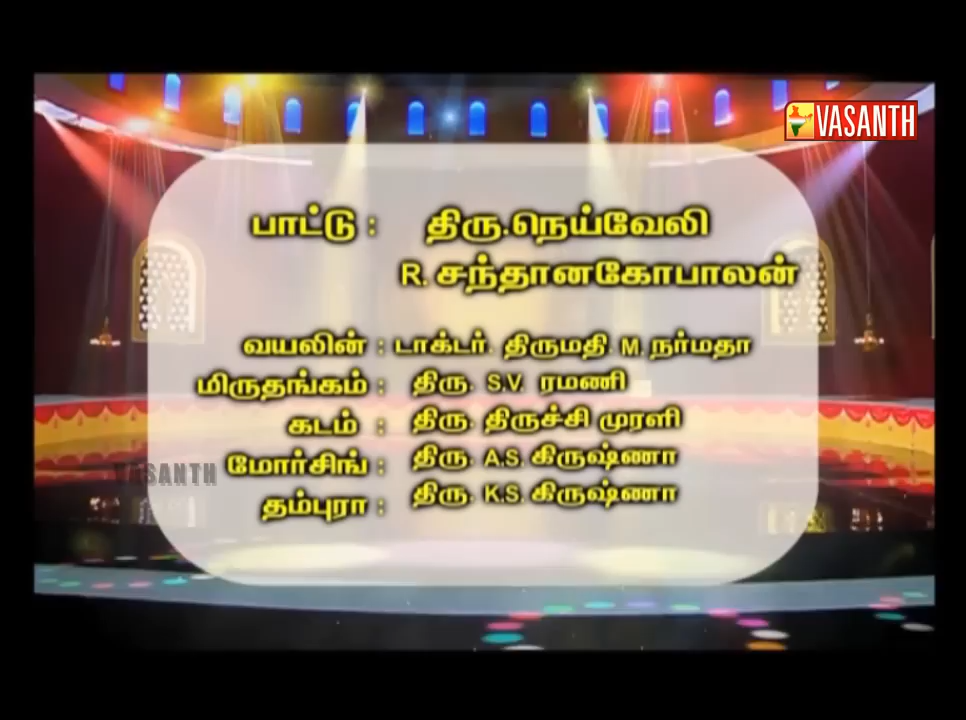 VASANTH
பாட்டு : திரு.நெய்வேலி
R. சந்தானகோபாலன்
வயலின் : டாக்டர். திருமதி. M. நர்மதா
மிருதங்கம் : திரு. S.V. ரமணி
கடம் : திரு. திருச்சி முரளி
மோர்சிங் : திரு. A.S. கிருஷ்ணா
தம்புரா : திரு. K.S. கிருஷ்ணா
VASANTH